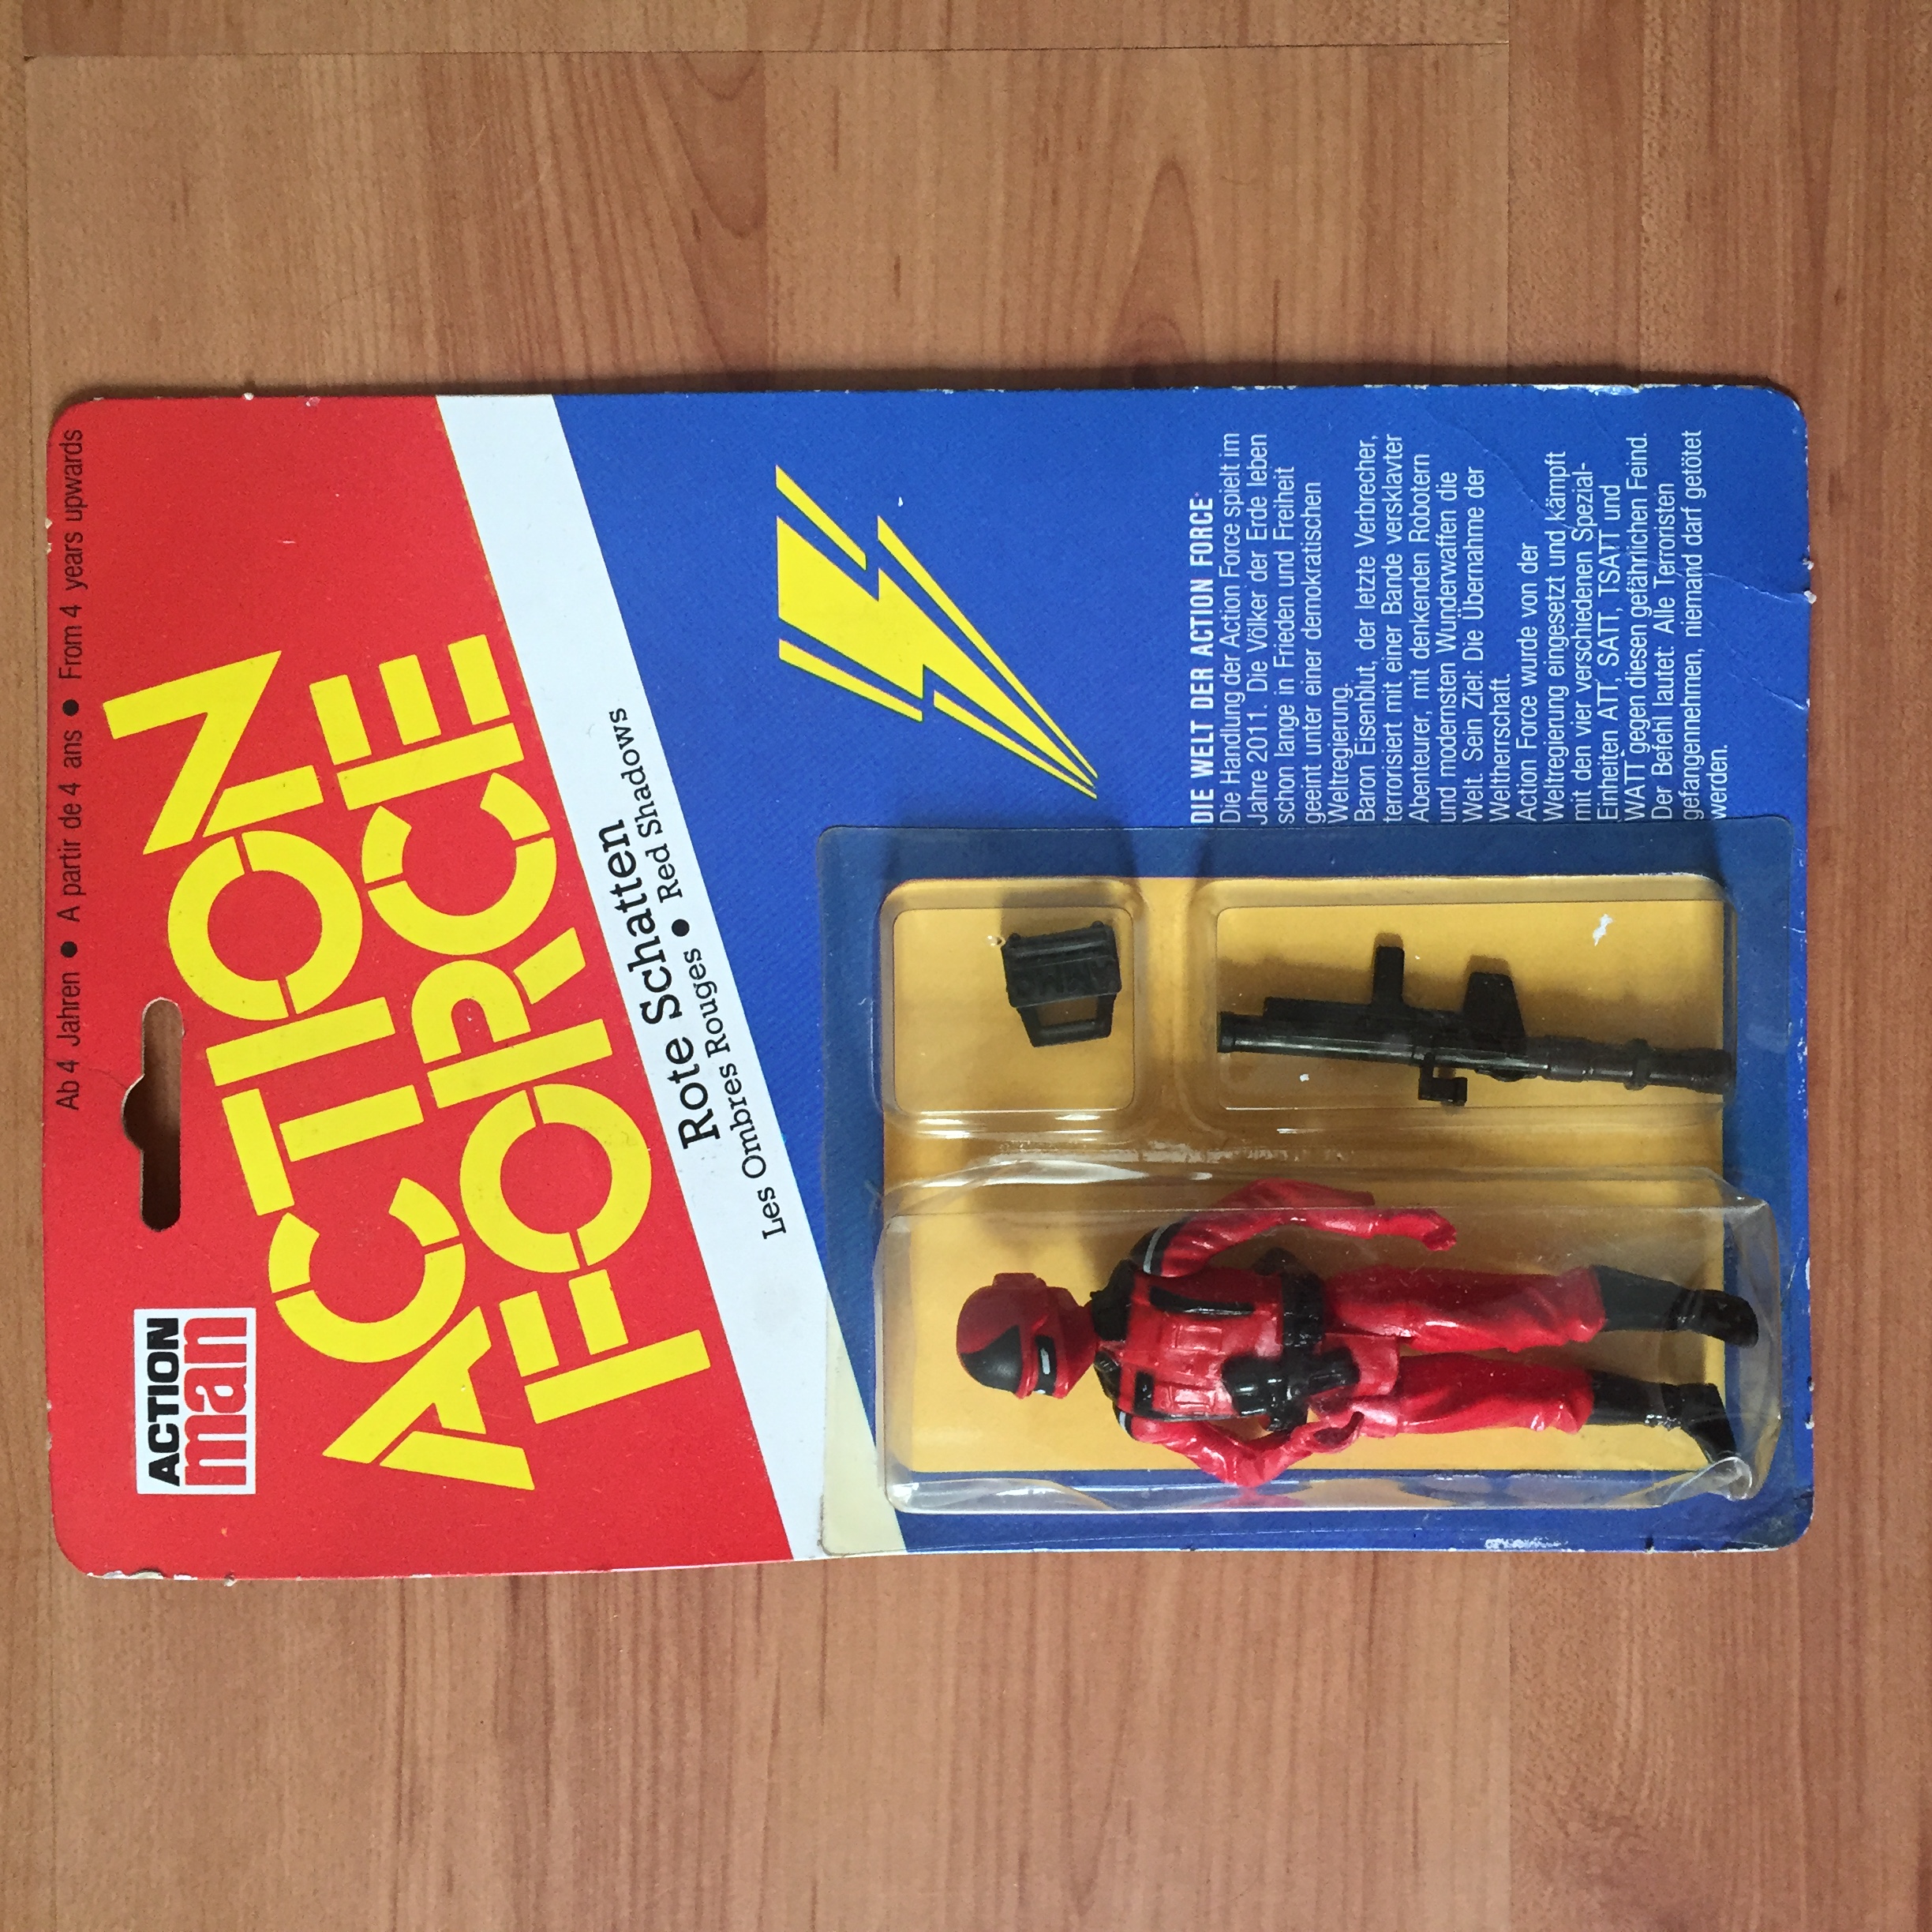 Ab 4 Jahren ● A partir de 4 ans ● From 4 years upwards
ACTION
man
ACTION
FORCE
Rote Schatten
Les Ombres Rouges ● Red Shadows
DIE WELT DER ACTION FORCE
Die Handlung der Action Force spielt im
Jahre 2011. Die Völker der Erde leben
schon lange in Frieden und Freiheit
geeint unter einer demokratischen
Weltregierung.
Baron Eisenblut, der letzte Verbrecher,
terrorisiert mit einer Bande versklavter
Abenteurer, mit denkenden Robotern
und modernsten Wunderwaffen die
Welt. Sein Ziel: Die Übernahme der
Weltherrschaft.
Action Force wurde von der
Weltregierung eingesetzt und kämpft
mit den vier verschiedenen Spezial-
Einheiten ATT, SATT, TSATT und
WATT gegen diesen gefährlichen Feind.
Der Befehl lautet: Alle Terroristen
gefangennehmen, niemand darf getötet
werden.